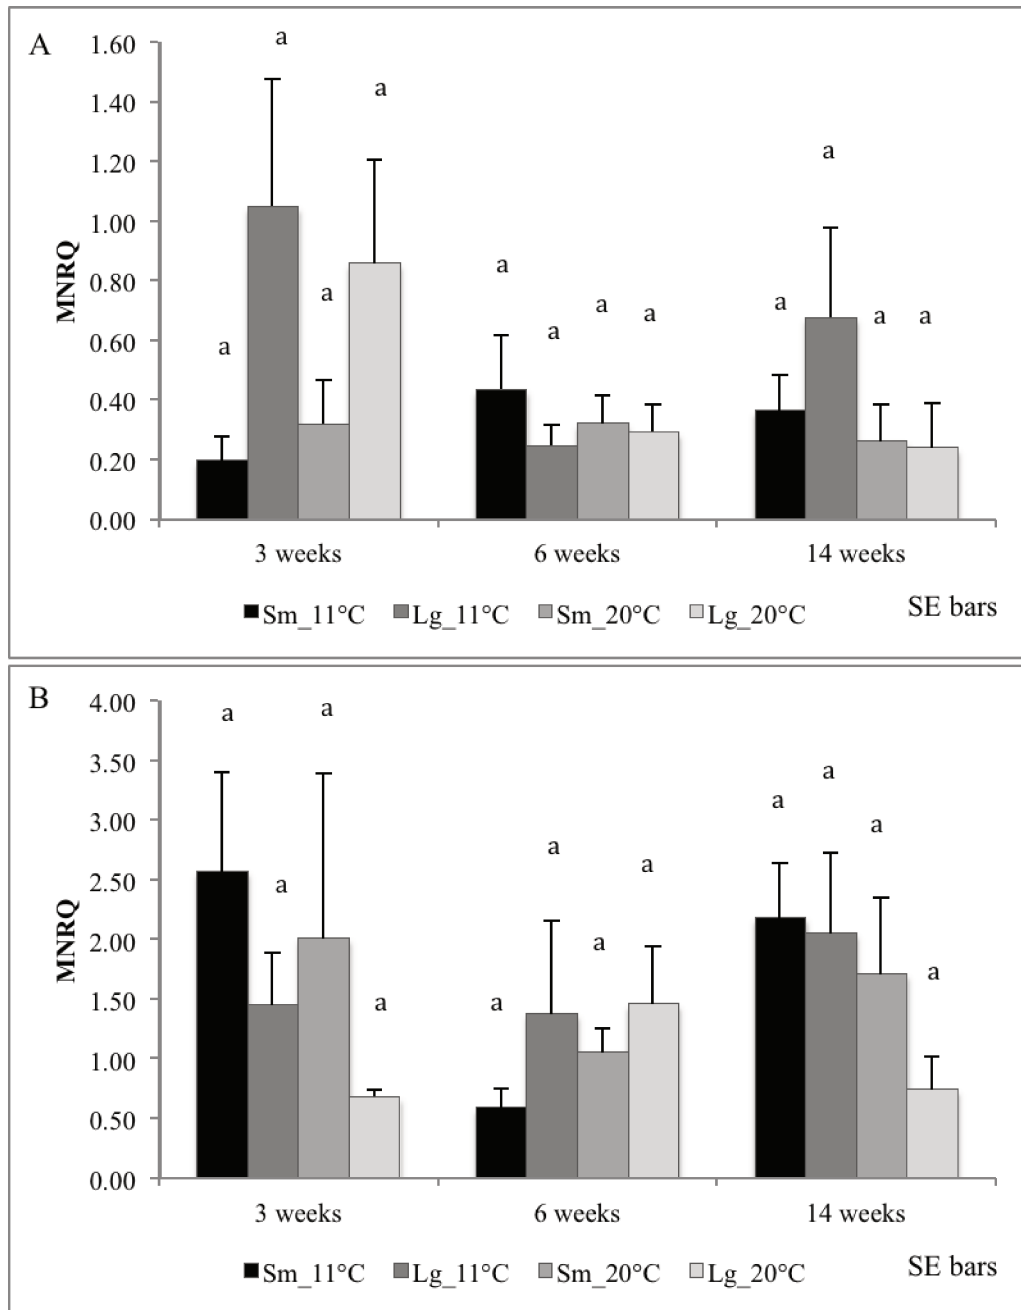 A
1.60
1.40
1.20
1.00
0.80
0.60
0.40
0.20
0.00
MNRQ
a a a a a a a a a a a a
3 weeks 6 weeks 14 weeks
Sm_11°C Lg_11°C Sm_20°C Lg_20°C
SE bars
B
4.00
3.50
3.00
2.50
2.00
1.50
1.00
0.50
0.00
MNRQ
a a a a a a a a a a a a
3 weeks 6 weeks 14 weeks
Sm_11°C Lg_11°C Sm_20°C Lg_20°C
SE bars